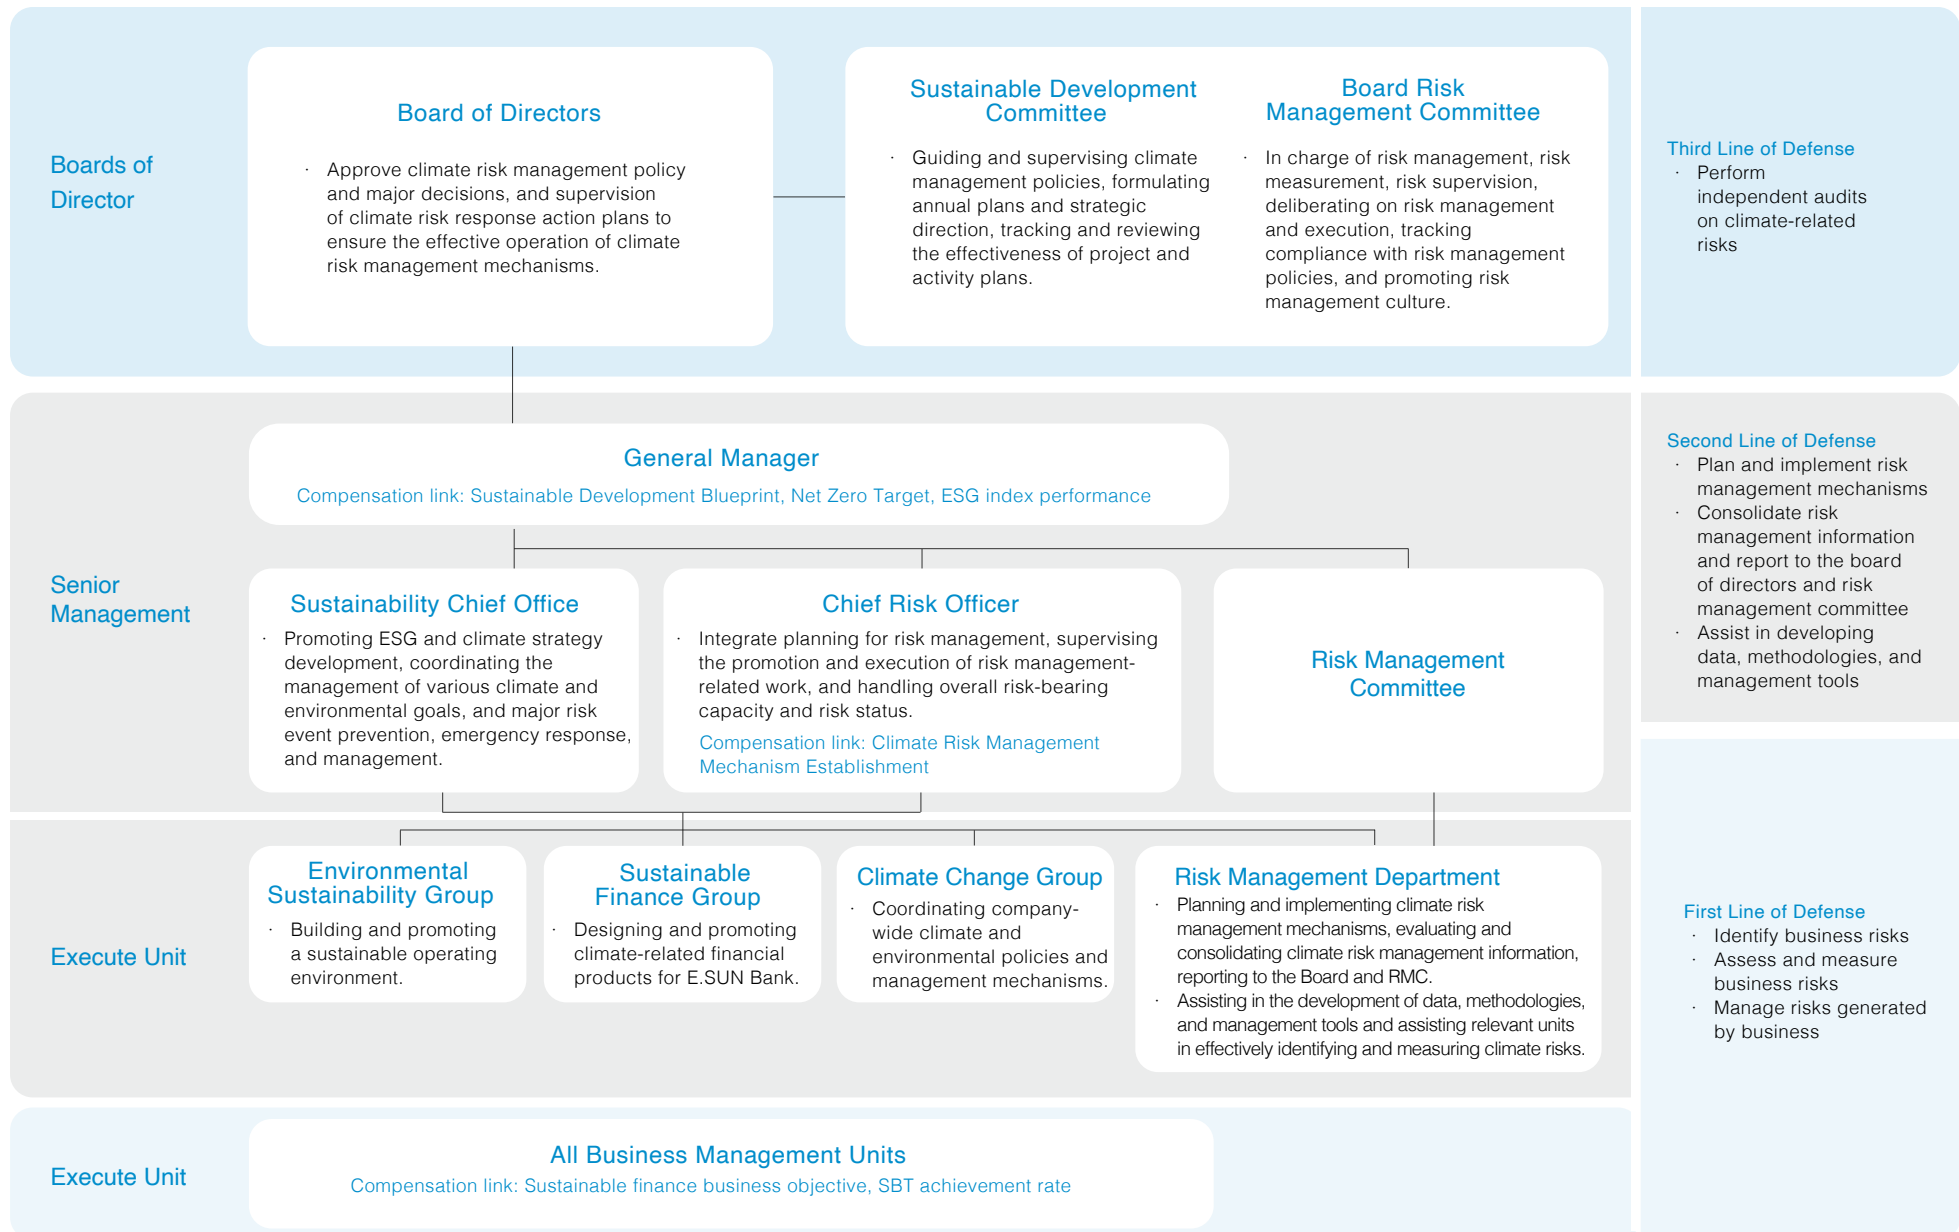 Boards of
Director
Board of Directors
· Approve climate risk management policy
and major decisions, and supervision
of climate risk response action plans to
ensure the effective operation of climate
risk management mechanisms.
Sustainable Development
Committee
· Guiding and supervising climate
management policies, formulating
annual plans and strategic
direction, tracking and reviewing
the effectiveness of project and
activity plans.
Board Risk
Management Committee
· In charge of risk management, risk
measurement, risk supervision,
deliberating on risk management
and execution, tracking
compliance with risk management
policies, and promoting risk
management culture.
Third Line of Defense
· Perform
independent audits
on climate-related
risks
Senior
Management
General Manager
Compensation link: Sustainable Development Blueprint, Net Zero Target, ESG index performance
Sustainability Chief Office
· Promoting ESG and climate strategy
development, coordinating the
management of various climate and
environmental goals, and major risk
event prevention, emergency response,
and management.
Chief Risk Officer
· Integrate planning for risk management, supervising
the promotion and execution of risk management-
related work, and handling overall risk-bearing
capacity and risk status.
Compensation link: Climate Risk Management
Mechanism Establishment
Risk Management
Committee
Second Line of Defense
· Plan and implement risk
management mechanisms
· Consolidate risk
management information
and report to the board
of directors and risk
management committee
· Assist in developing
data, methodologies, and
management tools
Execute Unit
Environmental
Sustainability Group
· Building and promoting
a sustainable operating
environment.
Sustainable
Finance Group
· Designing and promoting
climate-related financial
products for E.SUN Bank.
Climate Change Group
· Coordinating company-
wide climate and
environmental policies and
management mechanisms.
Risk Management Department
· Planning and implementing climate risk
management mechanisms, evaluating and
consolidating climate risk management information,
reporting to the Board and RMC.
· Assisting in the development of data, methodologies,
and management tools and assisting relevant units
in effectively identifying and measuring climate risks.
First Line of Defense
· Identify business risks
· Assess and measure
business risks
· Manage risks generated
by business
Execute Unit
All Business Management Units
Compensation link: Sustainable finance business objective, SBT achievement rate